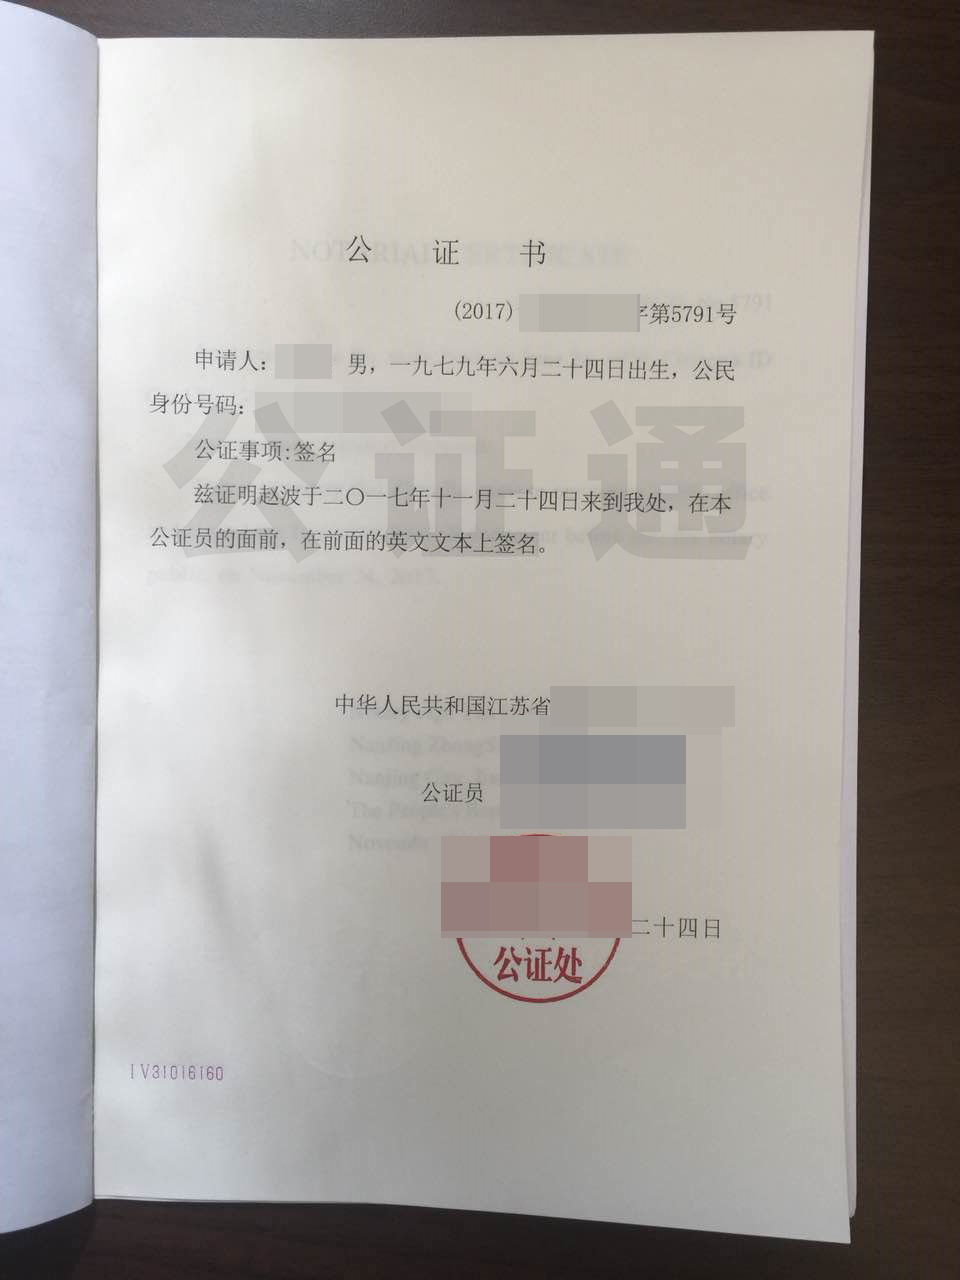 公证书
(2017) 字第5791号
申请人： 男，一九七九年六月二十四日出生，公民
身份号码：
公证通
公证事项:签名
兹证明赵波于二〇一七年十一月二十四日来到我处，在本
公证员的面前，在前面的英文文本上签名。
中华人民共和国江苏省
公证员
二十四日
公证处
IV31016160